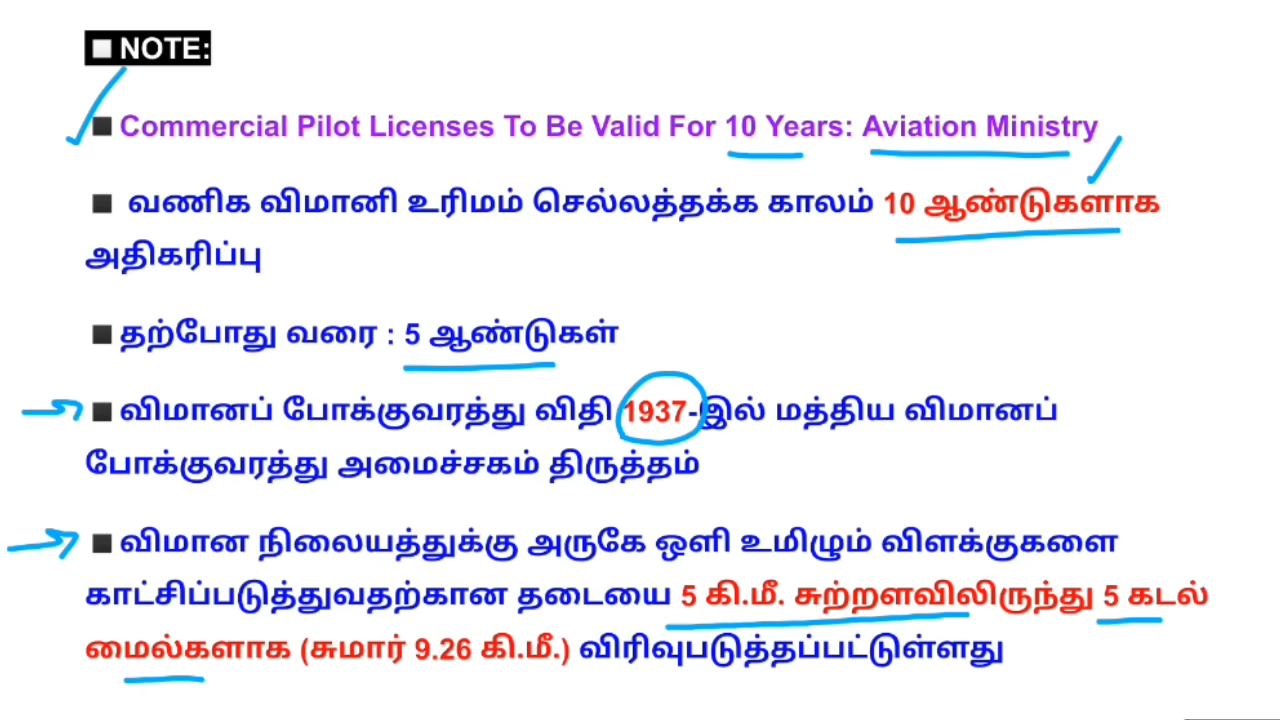 NOTE:
Commercial Pilot Licenses To Be Valid For 10 Years: Aviation Ministry
வணிக விமானி உரிமம் செல்லத்தக்க காலம் 10 ஆண்டுகளாக
அதிகரிப்பு
தற்போது வரை : 5 ஆண்டுகள்
விமானப் போக்குவரத்து விதி 1937-இல் மத்திய விமானப்
போக்குவரத்து அமைச்சகம் திருத்தம்
விமான நிலையத்துக்கு அருகே ஒளி உமிழும் விளக்குகளை
காட்சிப்படுத்துவதற்கான தடையை 5 கி.மீ. சுற்றளவிலிருந்து 5 கடல்
மைல்களாக (சுமார் 9.26 கி.மீ.) விரிவுபடுத்தப்பட்டுள்ளது